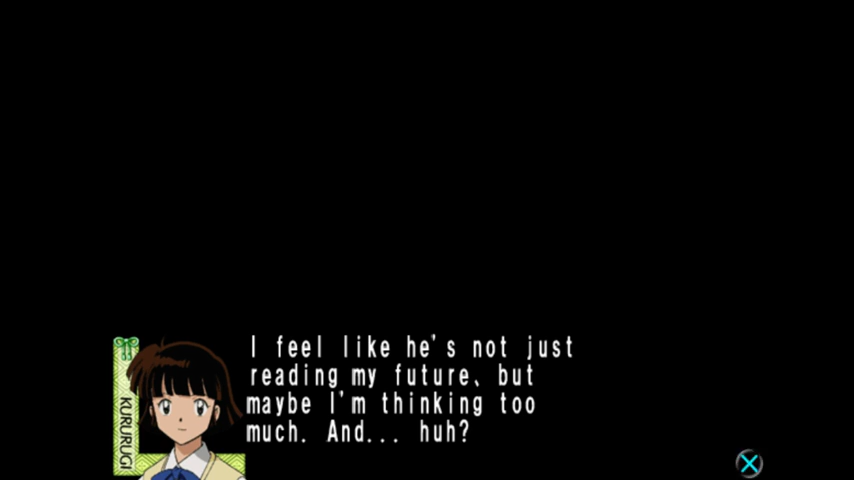 I feel like he's not just
reading my future, but
maybe I'm thinking too
much. And... huh?
KURURUGI